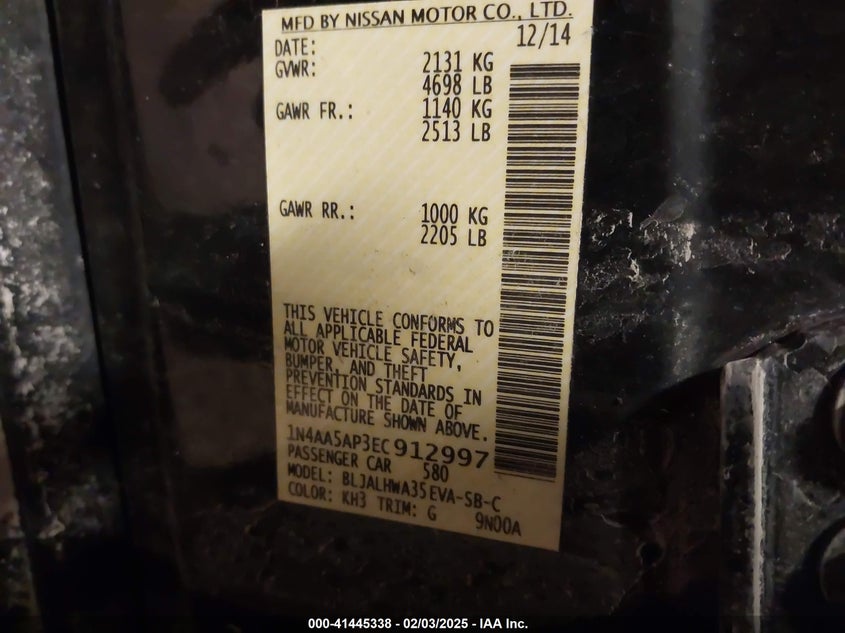 MFD BY NISSAN MOTOR CO., LTD.
DATE: 12/14
GVWR: 2131 KG
4698 LB
GAWR FR.: 1140 KG
2513 LB
GAWR RR.: 1000 KG
2205 LB
THIS VEHICLE CONFORMS TO
ALL APPLICABLE FEDERAL
MOTOR VEHICLE SAFETY,
BUMPER, AND THEFT
PREVENTION STANDARDS IN
EFFECT ON THE DATE OF
MANUFACTURE SHOWN ABOVE.
1N4AA5AP3EC912997
PASSENGER CAR 580
MODEL: BLJALHWA35EVA-SB-C
COLOR: KH3 TRIM: G 9N00A
000-41445338 - 02/03/2025 - IAA Inc.